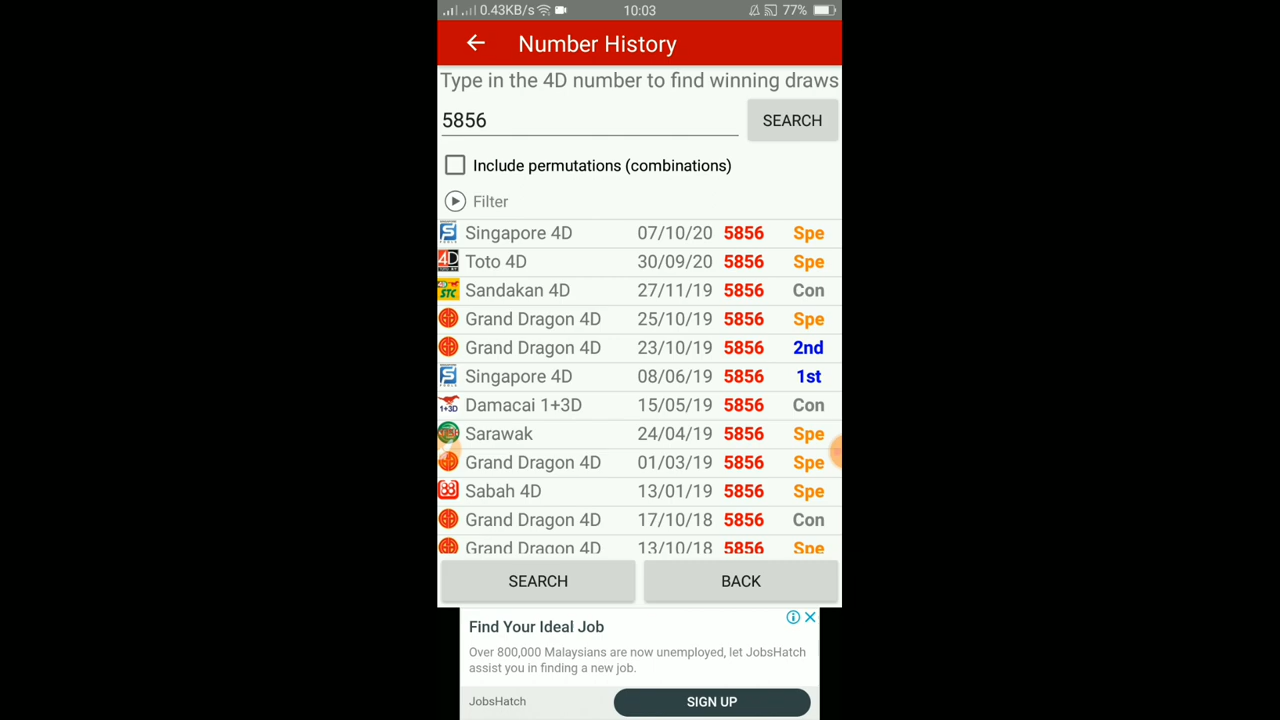 0.43KB/s 10:03 77%
Number History
Type in the 4D number to find winning draws
5856 SEARCH
Include permutations (combinations)
Filter
Singapore 4D 07/10/20 5856 Spe
Toto 4D 30/09/20 5856 Spe
Sandakan 4D 27/11/19 5856 Con
Grand Dragon 4D 25/10/19 5856 Spe
Grand Dragon 4D 23/10/19 5856 2nd
Singapore 4D 08/06/19 5856 1st
1+3D Damacai 1+3D 15/05/19 5856 Con
Sarawak 24/04/19 5856 Spe
Grand Dragon 4D 01/03/19 5856 Spe
88 Sabah 4D 13/01/19 5856 Spe
Grand Dragon 4D 17/10/18 5856 Con
Grand Dragon 4D 13/10/18 5856 Spe
SEARCH BACK
Find Your Ideal Job
Over 800,000 Malaysians are now unemployed, let JobsHatch
assist you in finding a new job.
JobsHatch SIGN UP